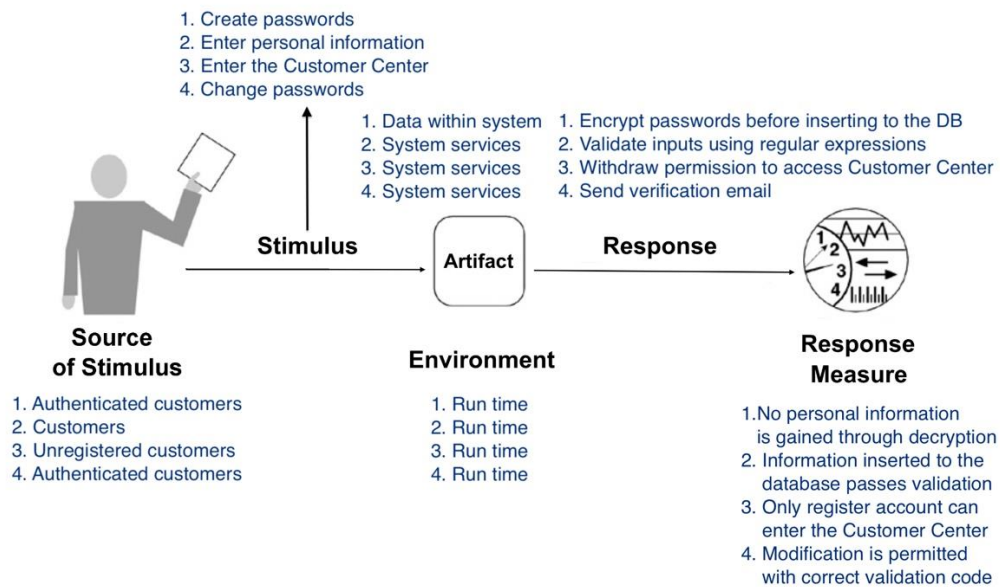 1. Create passwords
2. Enter personal information
3. Enter the Customer Center
4. Change passwords
1. Data within system
2. System services
3. System services
4. System services
1. Encrypt passwords before inserting to the DB
2. Validate inputs using regular expressions
3. Withdraw permission to access Customer Center
4. Send verification email
Stimulus
Artifact
Response
1
2
3
4
Source
of Stimulus
1. Authenticated customers
2. Customers
3. Unregistered customers
4. Authenticated customers
Environment
1. Run time
2. Run time
3. Run time
4. Run time
Response
Measure
1.No personal information
is gained through decryption
2. Information inserted to the
database passes validation
3. Only register account can
enter the Customer Center
4. Modification is permitted
with correct validation code